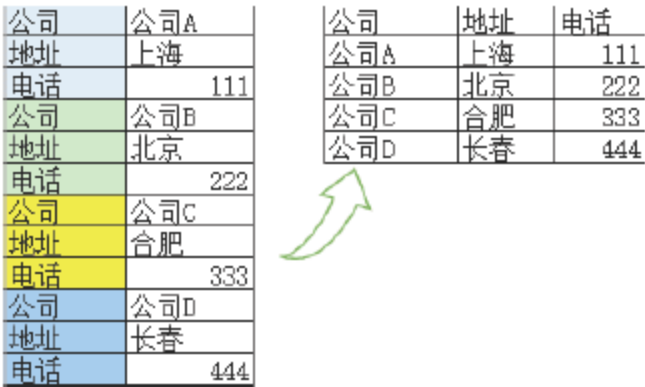 公司 公司A
地址 上海
电话 111
公司 公司B
地址 北京
电话 222
公司 公司C
地址 合肥
电话 333
公司 公司D
地址 长春
电话 444
公司 地址 电话
公司A 上海 111
公司B 北京 222
公司C 合肥 333
公司D 长春 444